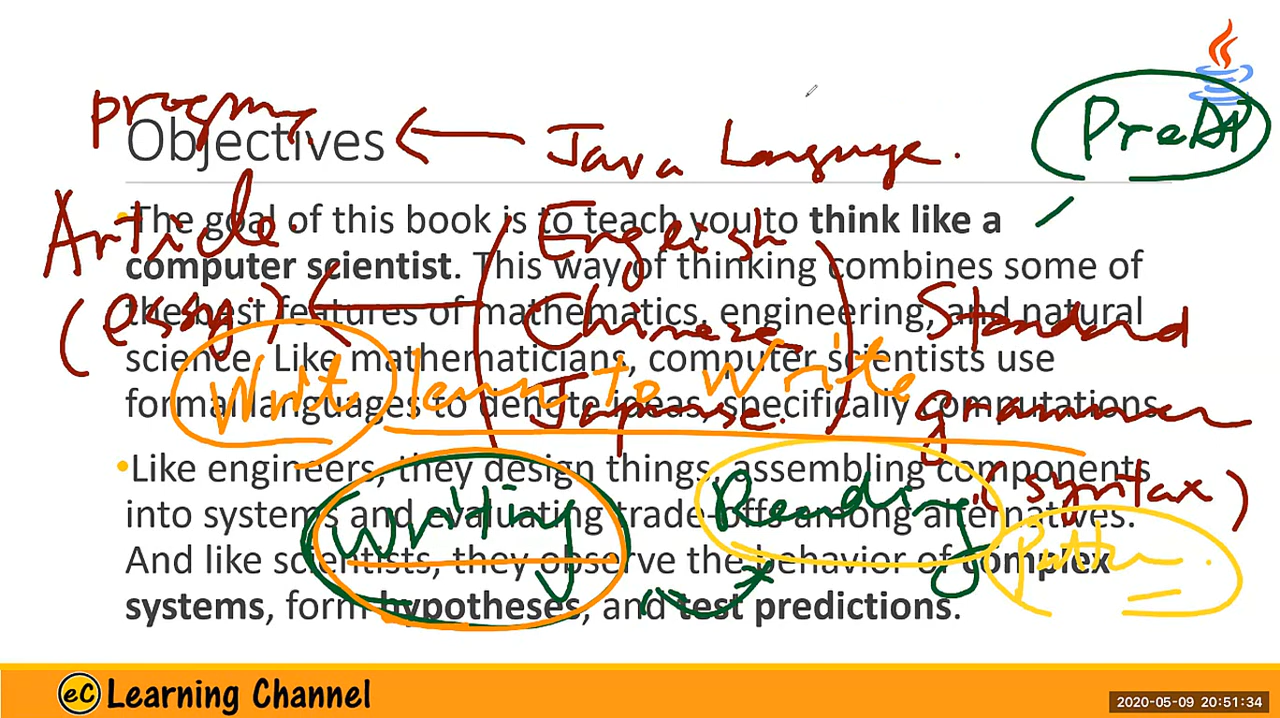 progrm
Objectives
Java Language.
PreAP
Article.
(essy)
The goal of this book is to teach you to think like a
computer scientist. This way of thinking combines some of
the best features of mathematics, engineering, and natural
science. Like mathematicians, computer scientists use
formal languages to denote ideas, specifically computations.
English
Chinese
Japanese.
Standard
grammer
(syntax)
Write
learn to write
Like engineers, they design things, assembling components
into systems and evaluating trade-offs among alternatives.
And like scientists, they observe the behavior of complex
systems, form hypotheses, and test predictions.
Writing
Reading
eC Learning Channel
2020-05-09 20:51:34